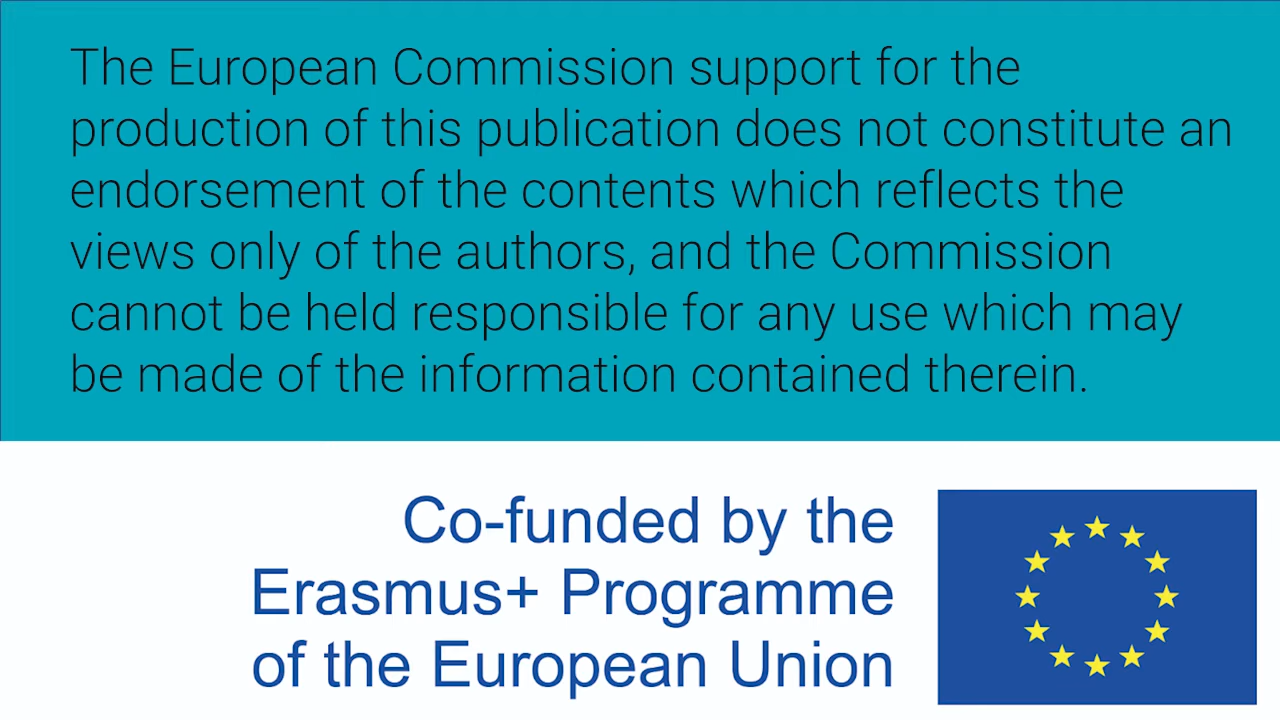 The European Commission support for the
production of this publication does not constitute an
endorsement of the contents which reflects the
views only of the authors, and the Commission
cannot be held responsible for any use which may
be made of the information contained therein.
Co-funded by the
Erasmus+ Programme
of the European Union